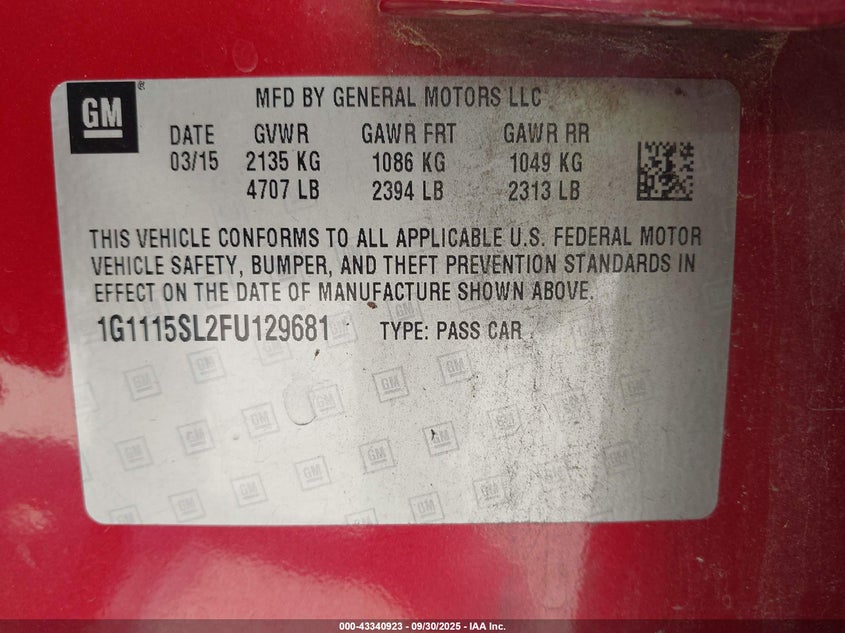 GM
®
MFD BY GENERAL MOTORS LLC
DATE GVWR GAWR FRT GAWR RR
03/15 2135 KG 1086 KG 1049 KG
4707 LB 2394 LB 2313 LB
THIS VEHICLE CONFORMS TO ALL APPLICABLE U.S. FEDERAL MOTOR
VEHICLE SAFETY, BUMPER, AND THEFT PREVENTION STANDARDS IN
EFFECT ON THE DATE OF MANUFACTURE SHOWN ABOVE.
1G1115SL2FU129681 TYPE: PASS CAR
000-43340923 - 09/30/2025 - IAA Inc.